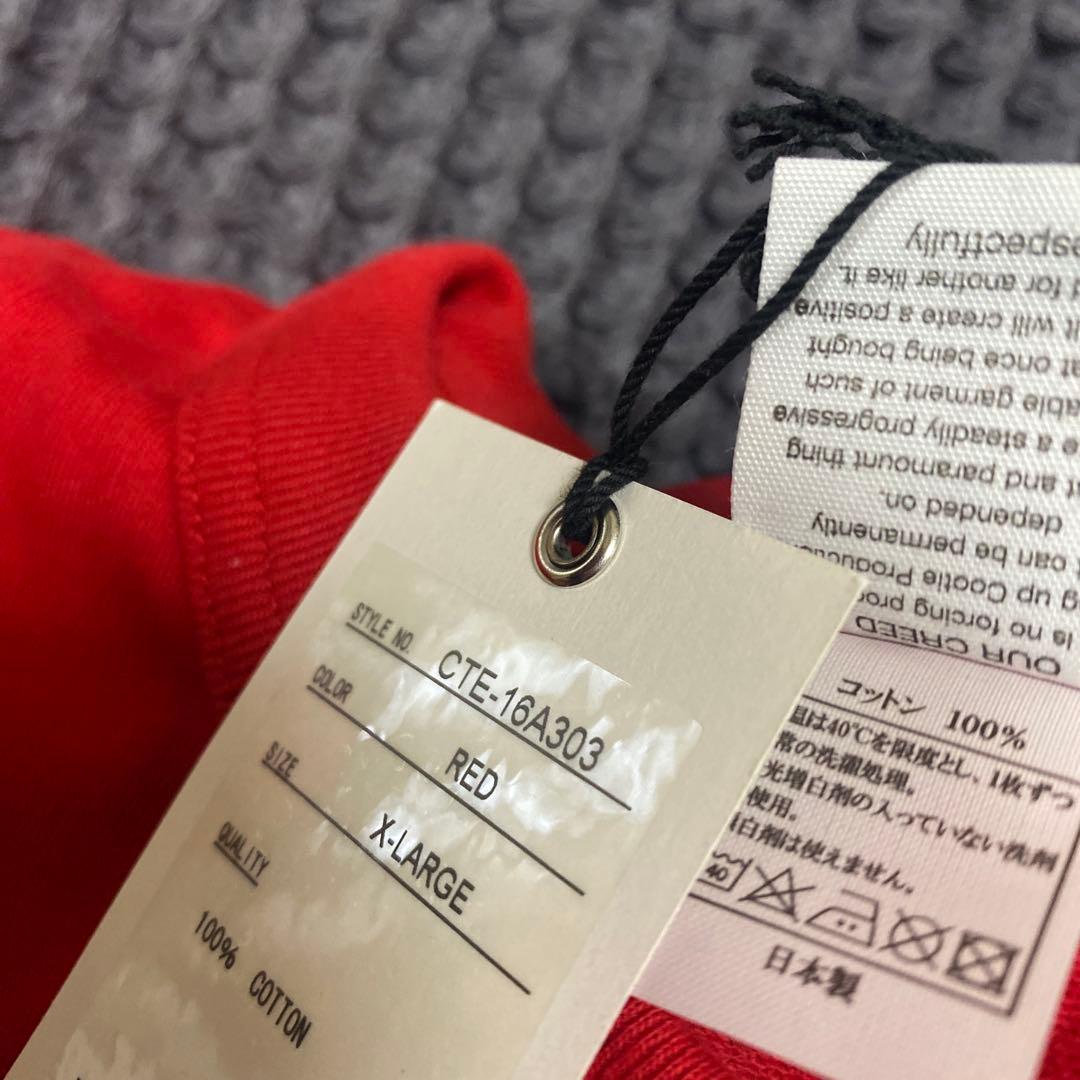 STYLE NO. CTE-16A303
COLOR RED
SIZE X-LARGE
QUALITY
100% COTTON
OUR CREED
is no forcing
g up Cootie
can be permanently
depended on.
and paramount thing
a steadily progressive
able garment of such
at once being bought
It will create a positive
for another like it.
espectfully
コットン 100%
温は40℃を限度とし、1枚ずつ
常の洗濯処理。
光増白剤の入っていない洗剤
使用。
白剤は使えません。
40
日本製